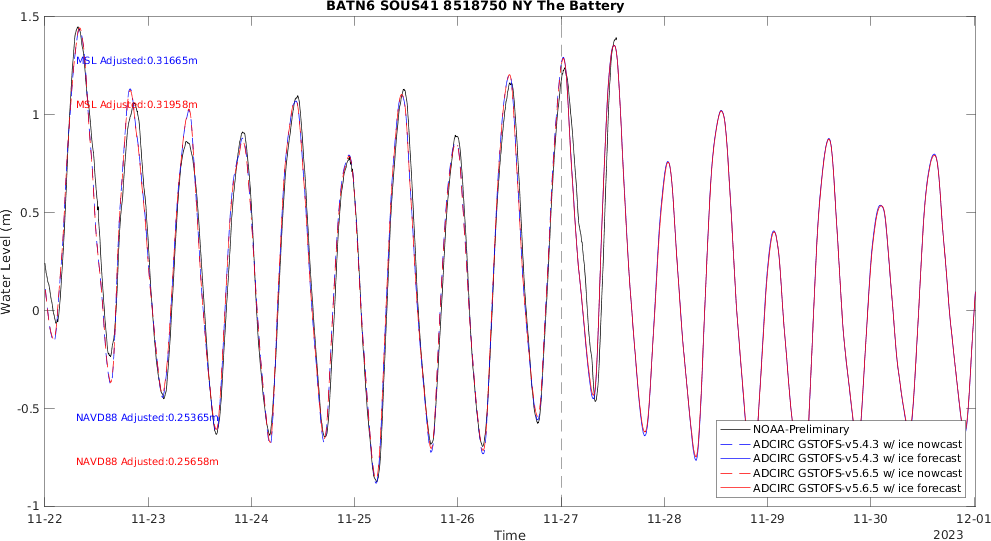 BATN6 SOUS41 8518750 NY The Battery
1.5
1
0.5
0
-0.5
-1
Water Level (m)
MSL Adjusted:0.31665m
MSL Adjusted:0.31958m
NAVD88 Adjusted:0.25365m
NAVD88 Adjusted:0.25658m
NOAA-Preliminary
ADCIRC GSTOFS-v5.4.3 w/ ice nowcast
ADCIRC GSTOFS-v5.4.3 w/ ice forecast
ADCIRC GSTOFS-v5.6.5 w/ ice nowcast
ADCIRC GSTOFS-v5.6.5 w/ ice forecast
11-22 11-23 11-24 11-25 11-26 11-27 11-28 11-29 11-30 12-01
Time
2023